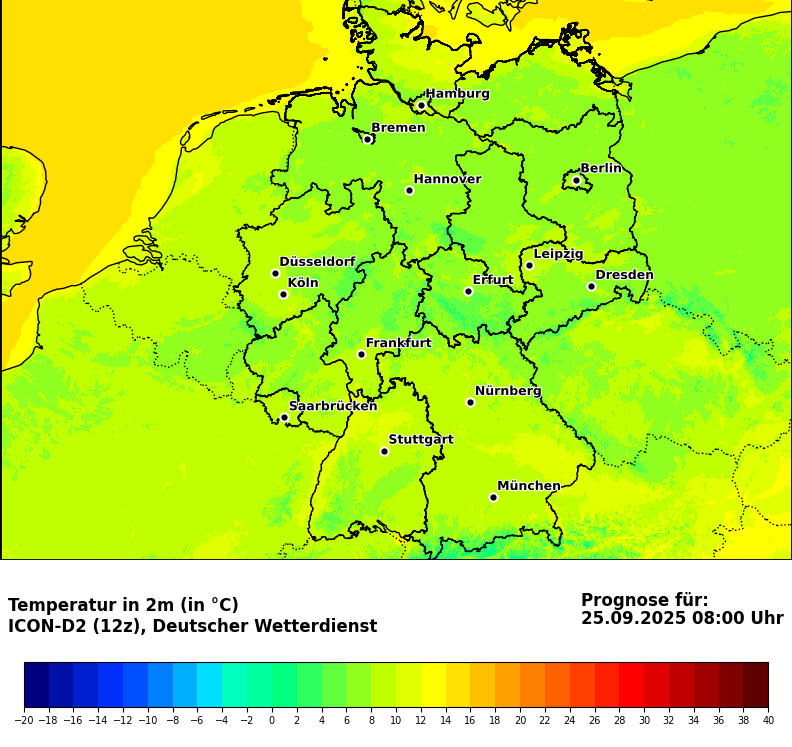 Hamburg
Bremen
Berlin
Hannover
Leipzig
Düsseldorf
Dresden
Köln
Erfurt
Frankfurt
Nürnberg
Saarbrücken
Stuttgart
München
Temperatur in 2m (in °C)
ICON-D2 (12z), Deutscher Wetterdienst
Prognose für:
25.09.2025 08:00 Uhr
−20 −18 −16 −14 −12 −10 −8 −6 −4 −2 0 2 4 6 8 10 12 14 16 18 20 22 24 26 28 30 32 34 36 38 40